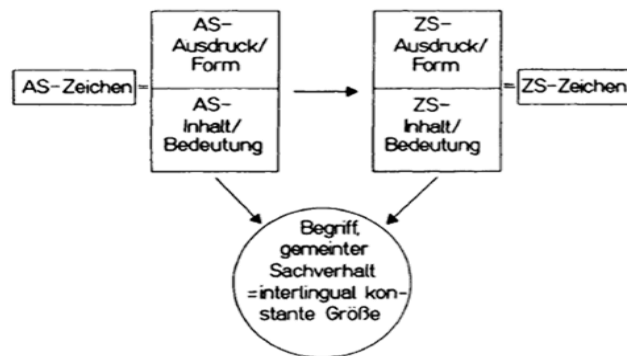 AS-
Ausdruck/
Form
AS-Zeichen =
AS-
Inhalt/
Bedeutung
ZS-
Ausdruck/
Form
= ZS-Zeichen
ZS-
Inhalt/
Bedeutung
Begriff,
gemeinter
Sachverhalt
=interlingual kon-
stante Größe